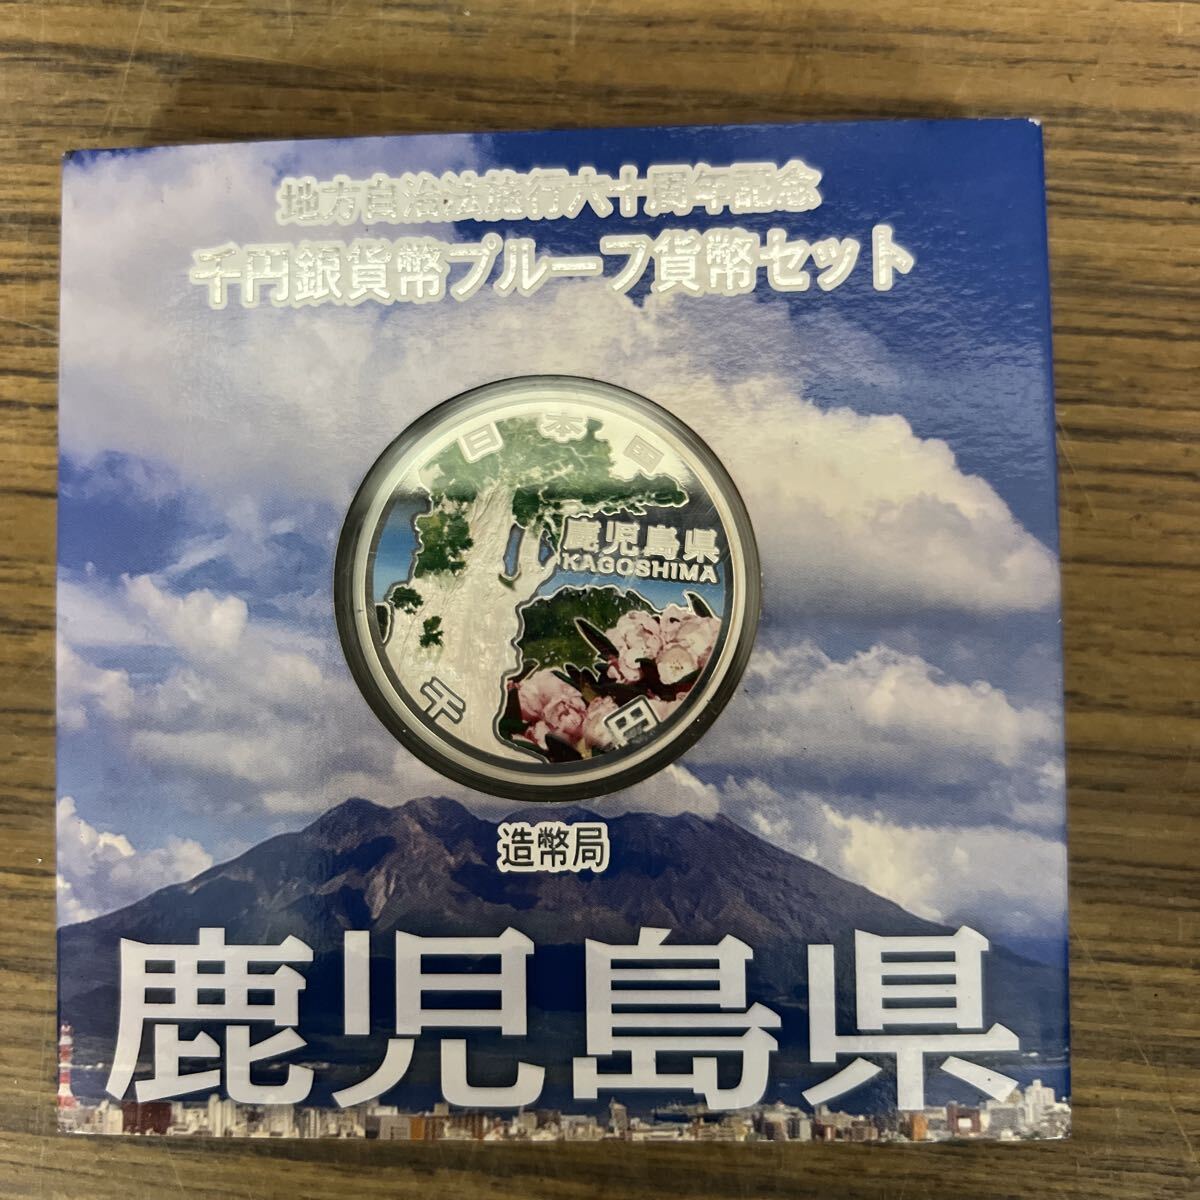 地方自治法施行六十周年記念
千円銀貨幣プルーフ貨幣セット
日本国
鹿児島県
KAGOSHIMA
千円
造幣局
鹿児島県